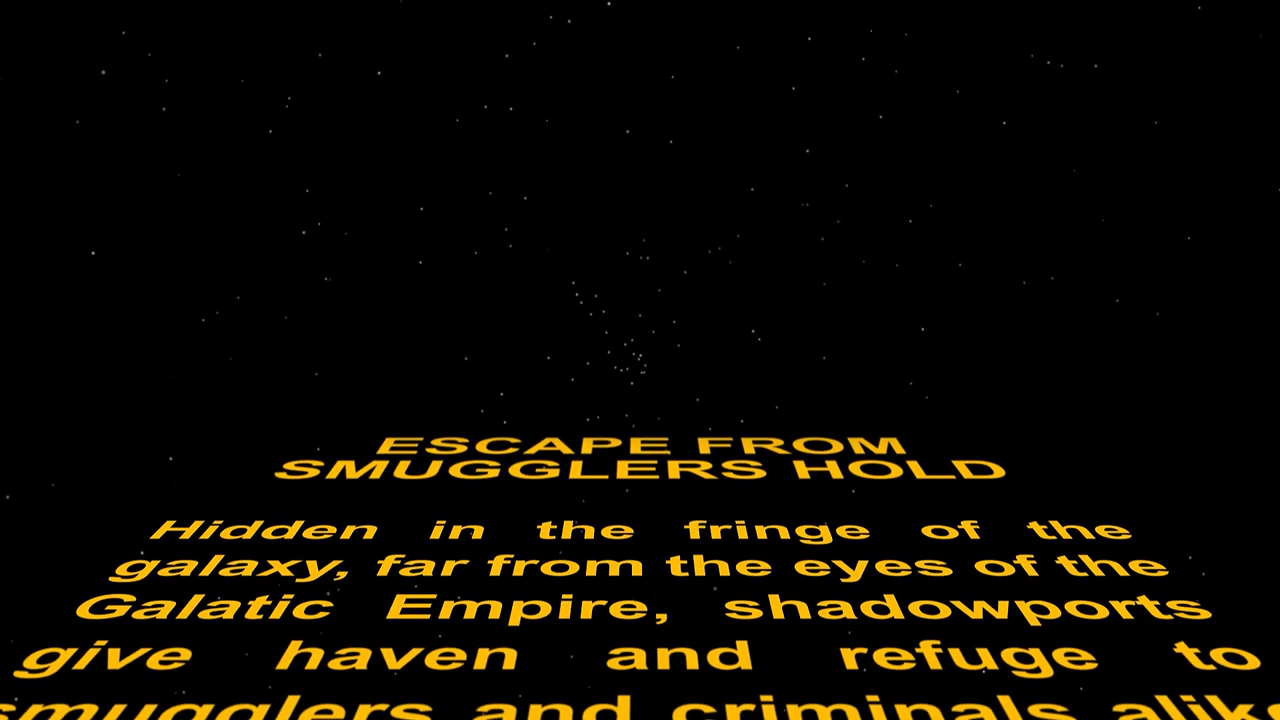 ESCAPE FROM
SMUGGLERS HOLD
Hidden in the fringe of the
galaxy, far from the eyes of the
Galatic Empire, shadowports
give haven and refuge to
smugglers and criminals alike